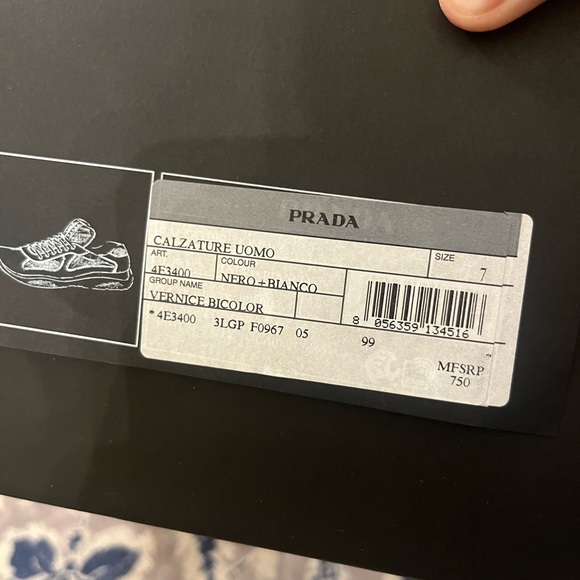 PRADA
CALZATURE UOMO
SIZE 7
ART. COLOUR
4E3400 NERO+BIANCO
GROUP NAME
VERNICE BICOLOR
8 056359 134516
*4E3400 3LGP F0967 05 99
MFSRP
750